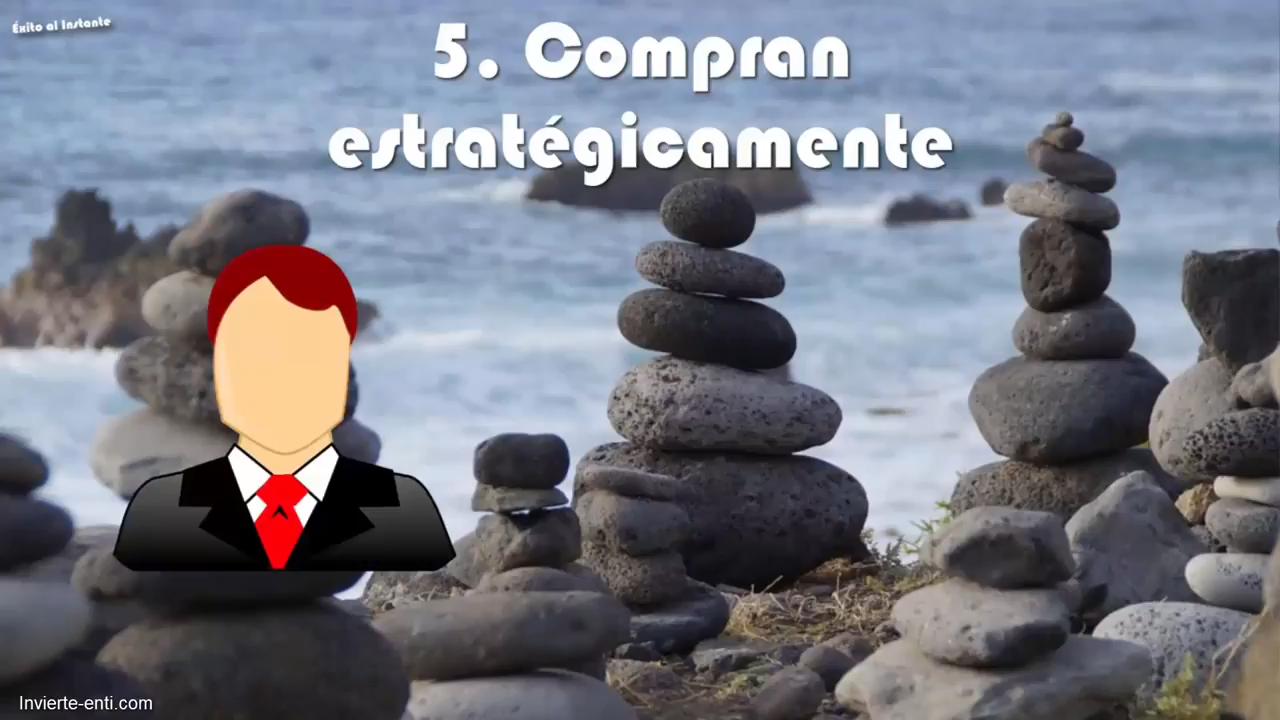 Éxito al Instante
5. Compran
estratégicamente
Invierte-enti.com